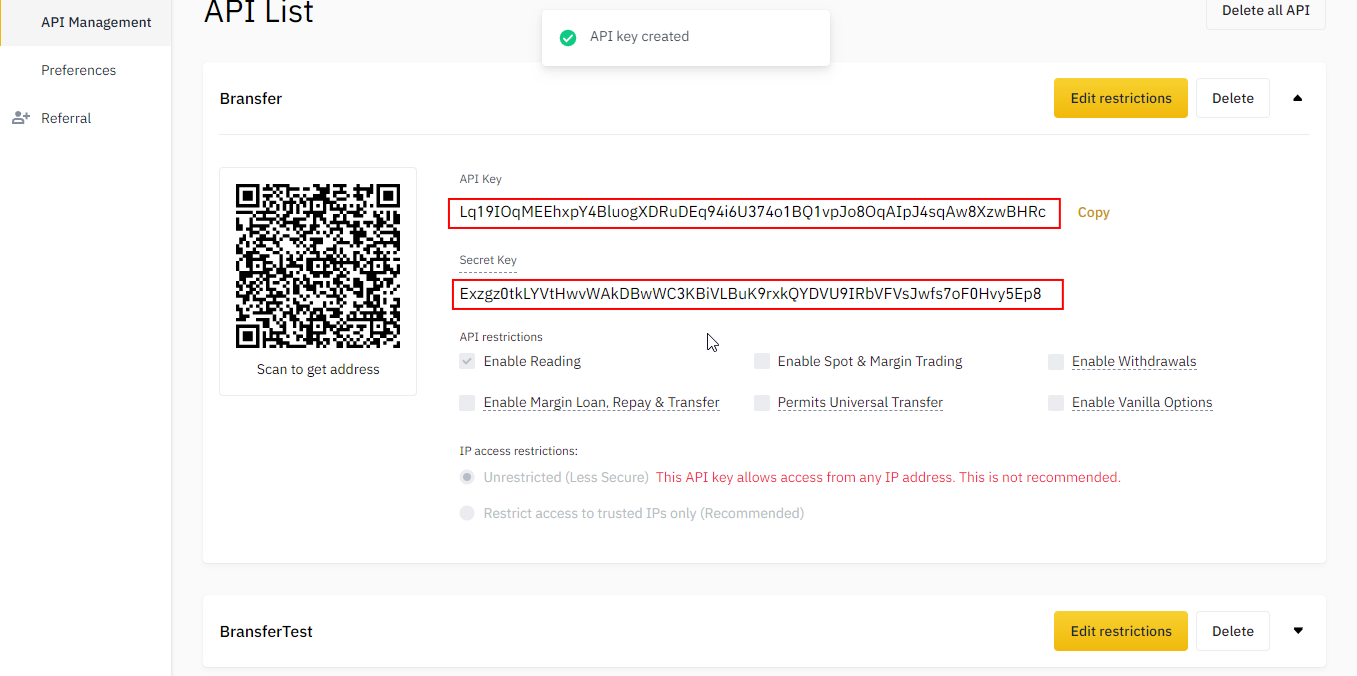 API Management
Preferences
Referral
API List
Delete all API
API key created
Bransfer
Edit restrictions
Delete
Scan to get address
API Key
Lq19IOqMEEhxpY4BluogXDRuDEq94i6U374o1BQ1vpJo8OqAIpJ4sqAw8XzwBHRc
Copy
Secret Key
Exzgz0tkLYVtHwvWAkDBwWC3KBiVLBuK9rxkQYDVU9IRbVFVsJwfs7oF0Hvy5Ep8
API restrictions
Enable Reading
Enable Spot & Margin Trading
Enable Withdrawals
Enable Margin Loan, Repay & Transfer
Permits Universal Transfer
Enable Vanilla Options
IP access restrictions:
Unrestricted (Less Secure) This API key allows access from any IP address. This is not recommended.
Restrict access to trusted IPs only (Recommended)
BransferTest
Edit restrictions
Delete